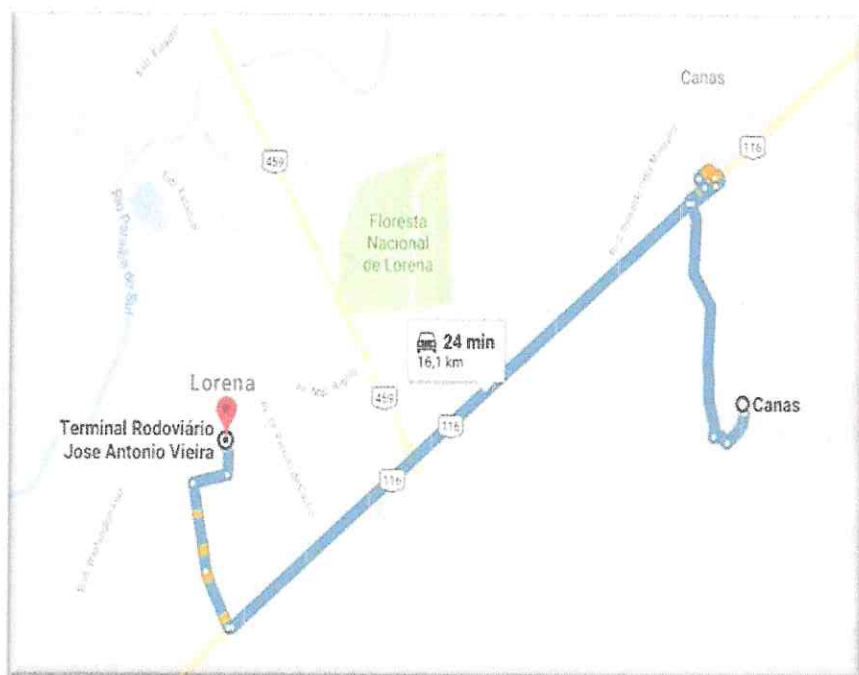 Canas
459
116
Floresta
Nacional
de Lorena
24 min
16,1 km
Lorena
459
Canas
Terminal Rodoviário
Jose Antonio Vieira
116
116